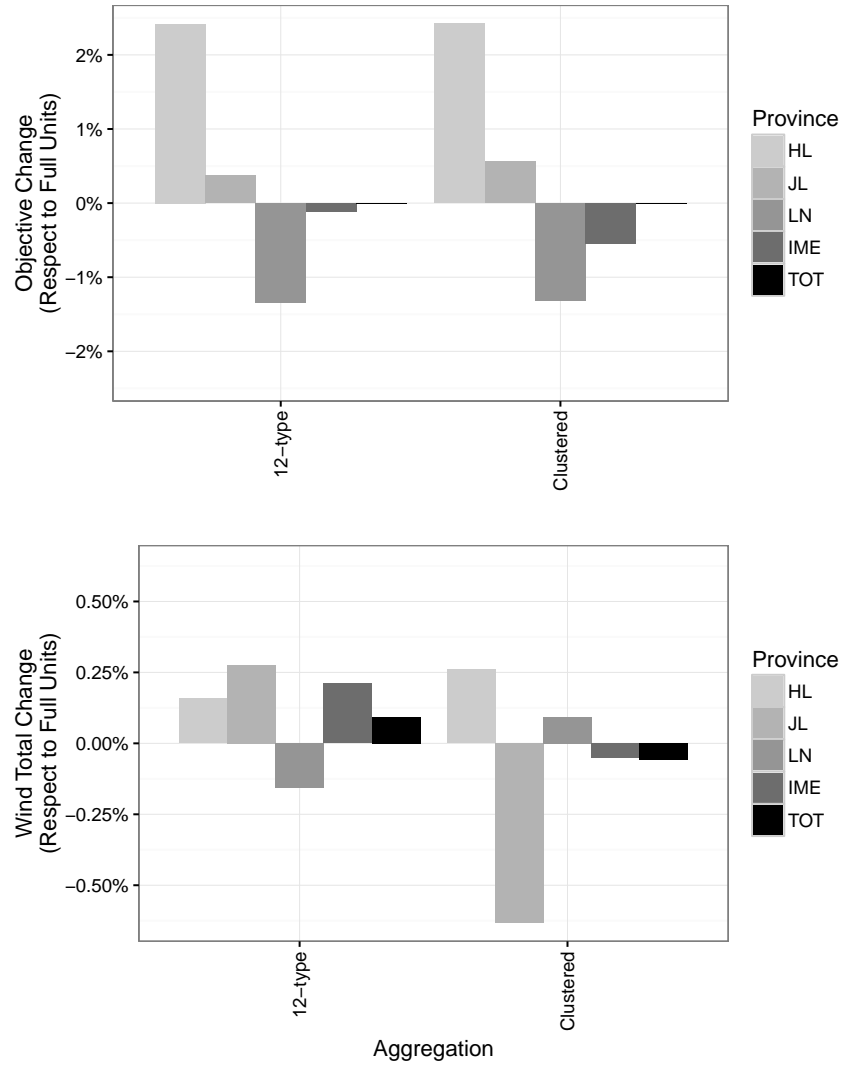 Objective Change
(Respect to Full Units)
2%
1%
0%
−1%
−2%
12−type
Clustered
Province
HL
JL
LN
IME
TOT
Wind Total Change
(Respect to Full Units)
0.50%
0.25%
0.00%
−0.25%
−0.50%
12−type
Clustered
Aggregation
Province
HL
JL
LN
IME
TOT